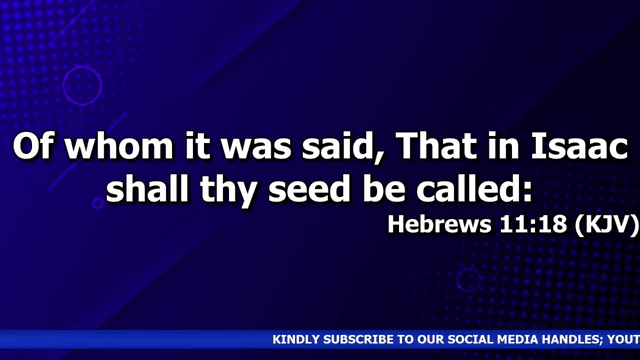 Of whom it was said, That in Isaac
shall thy seed be called:
Hebrews 11:18 (KJV)
KINDLY SUBSCRIBE TO OUR SOCIAL MEDIA HANDLES; YOUT